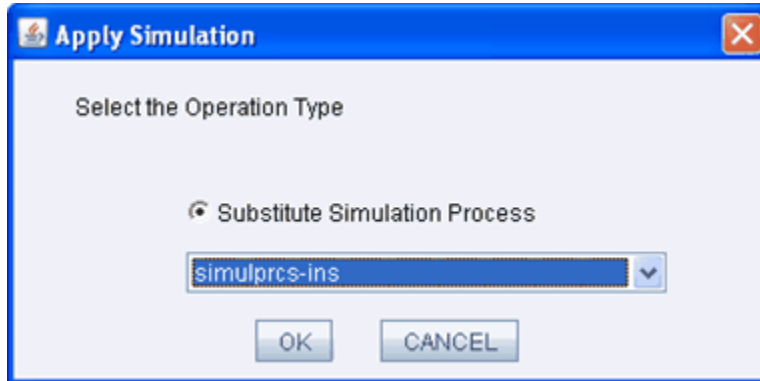 Apply Simulation
Select the Operation Type
Substitute Simulation Process
simulprcs-ins
OK CANCEL